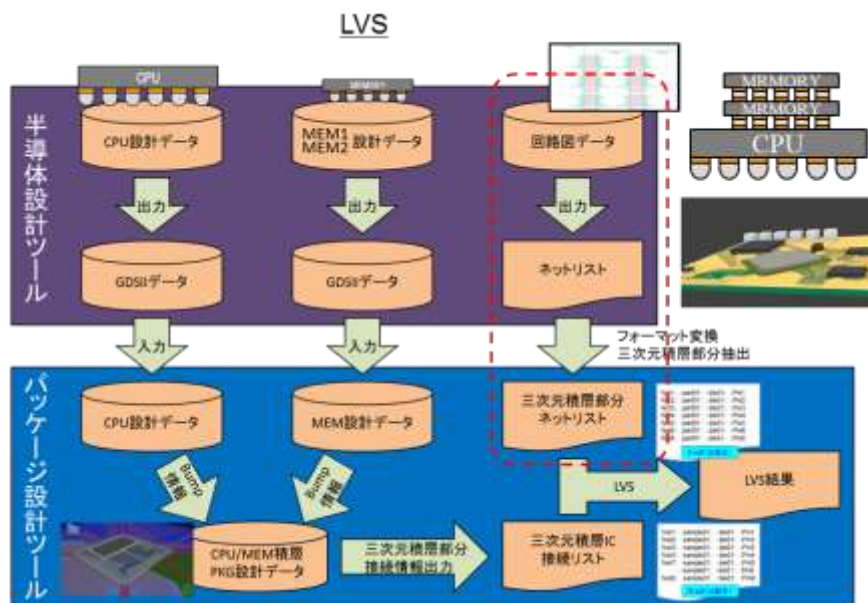 LVS
CPU
半導体設計ツール
CPU設計データ
MEM1
MEM2
設計データ
回路図データ
MRMORY
MRMORY
CPU
出力
出力
出力
GDSIIデータ
GDSIIデータ
ネットリスト
入力
入力
フォーマット変換
三次元積層部分抽出
パッケージ設計ツール
CPU設計データ
MEM設計データ
三次元積層部分
ネットリスト
Bump
情報
Bump
情報
LVS
LVS結果
CPU/MEM積層
PKG設計データ
三次元積層部分
接続情報出力
三次元積層IC
接続リスト